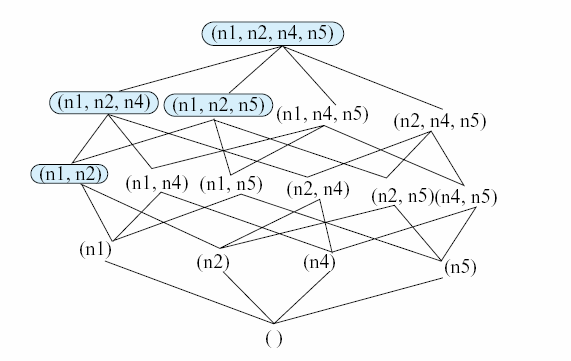 (n1, n2, n4, n5)
(n1, n2, n4) (n1, n2, n5) (n1, n4, n5) (n2, n4, n5)
(n1, n2) (n1, n4) (n1, n5) (n2, n4) (n2, n5) (n4, n5)
(n1) (n2) (n4) (n5)
( )